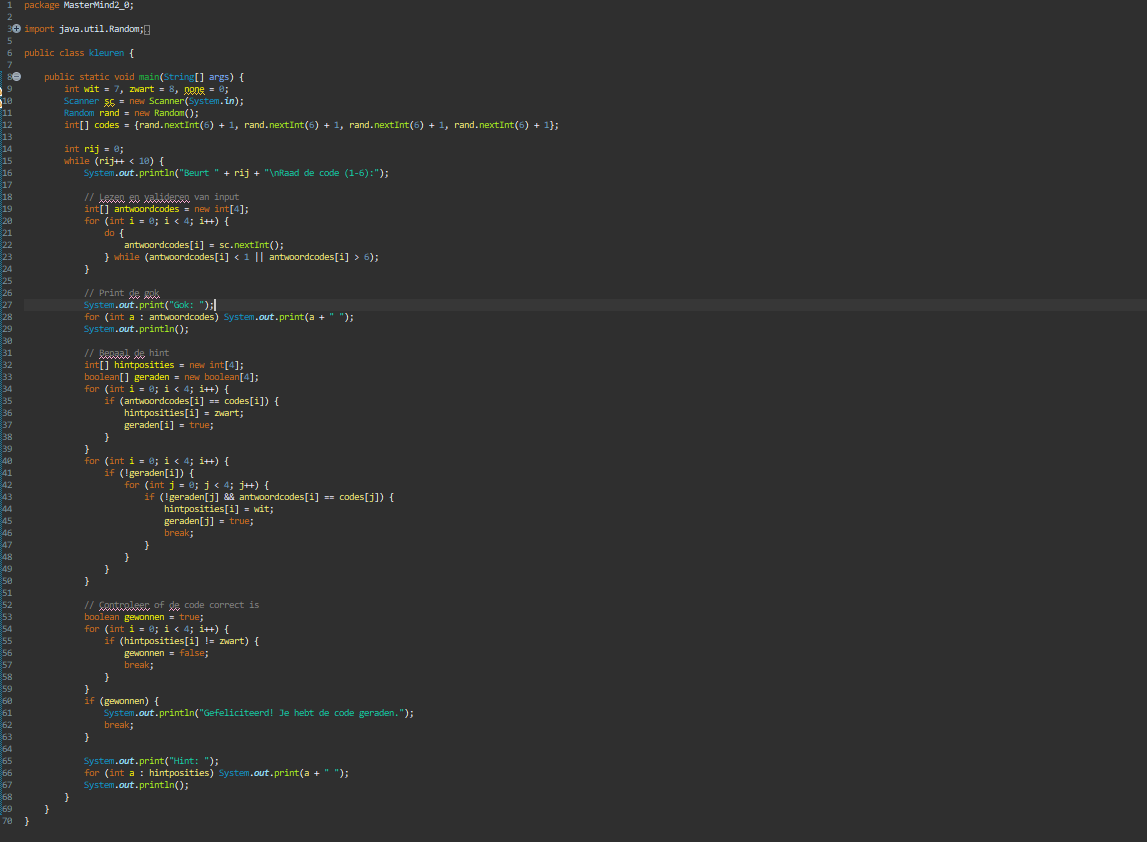 1 package MasterMind2_0;
2
3 import java.util.Random;
5
6 public class kleuren {
7
8     public static void main(String[] args) {
9         int wit = 7, zwart = 8, none = 0;
10         Scanner sc = new Scanner(System.in);
11         Random rand = new Random();
12         int[] codes = {rand.nextInt(6) + 1, rand.nextInt(6) + 1, rand.nextInt(6) + 1, rand.nextInt(6) + 1};
13
14         int rij = 0;
15         while (rij++ < 10) {
16             System.out.println("Beurt " + rij + "\nRaad de code (1-6):");
17
18             // Lezen en valideren van input
19             int[] antwoordcodes = new int[4];
20             for (int i = 0; i < 4; i++) {
21                 do {
22                     antwoordcodes[i] = sc.nextInt();
23                 } while (antwoordcodes[i] < 1 || antwoordcodes[i] > 6);
24             }
25
26             // Print de gok
27             System.out.print("Gok: ");
28             for (int a : antwoordcodes) System.out.print(a + " ");
29             System.out.println();
30
31             // Bepaal de hint
32             int[] hintposities = new int[4];
33             boolean[] geraden = new boolean[4];
34             for (int i = 0; i < 4; i++) {
35                 if (antwoordcodes[i] == codes[i]) {
36                     hintposities[i] = zwart;
37                     geraden[i] = true;
38                 }
39             }
40             for (int i = 0; i < 4; i++) {
41                 if (!geraden[i]) {
42                     for (int j = 0; j < 4; j++) {
43                         if (!geraden[j] && antwoordcodes[i] == codes[j]) {
44                             hintposities[i] = wit;
45                             geraden[j] = true;
46                             break;
47                         }
48                     }
49                 }
50             }
51
52             // Controleer of de code correct is
53             boolean gewonnen = true;
54             for (int i = 0; i < 4; i++) {
55                 if (hintposities[i] != zwart) {
56                     gewonnen = false;
57                     break;
58                 }
59             }
60             if (gewonnen) {
61                 System.out.println("Gefeliciteerd! Je hebt de code geraden.");
62                 break;
63             }
64
65             System.out.print("Hint: ");
66             for (int a : hintposities) System.out.print(a + " ");
67             System.out.println();
68         }
69     }
70 }